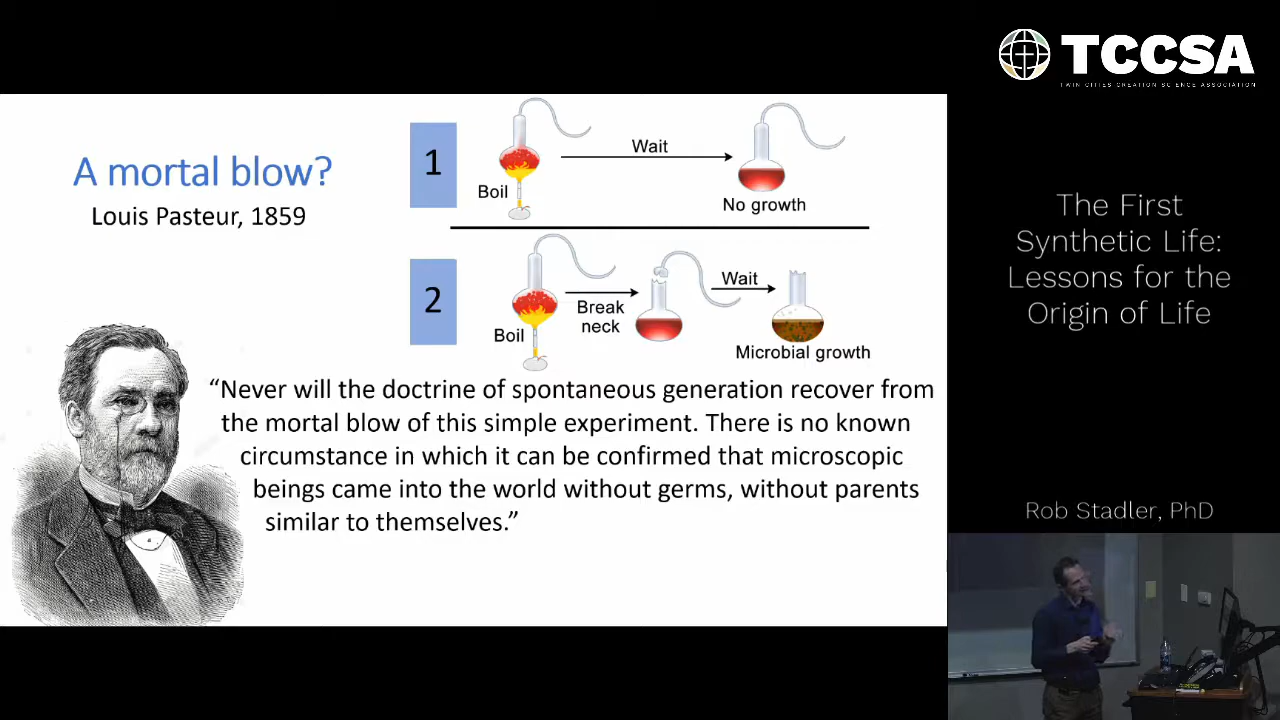 TCCSA
TWIN CITIES CREATION SCIENCE ASSOCIATION
A mortal blow?
Louis Pasteur, 1859
1
Boil
Wait
No growth
2
Boil
Break
neck
Wait
Microbial growth
“Never will the doctrine of spontaneous generation recover from
the mortal blow of this simple experiment. There is no known
circumstance in which it can be confirmed that microscopic
beings came into the world without germs, without parents
similar to themselves.”
The First
Synthetic Life:
Lessons for the
Origin of Life
Rob Stadler, PhD